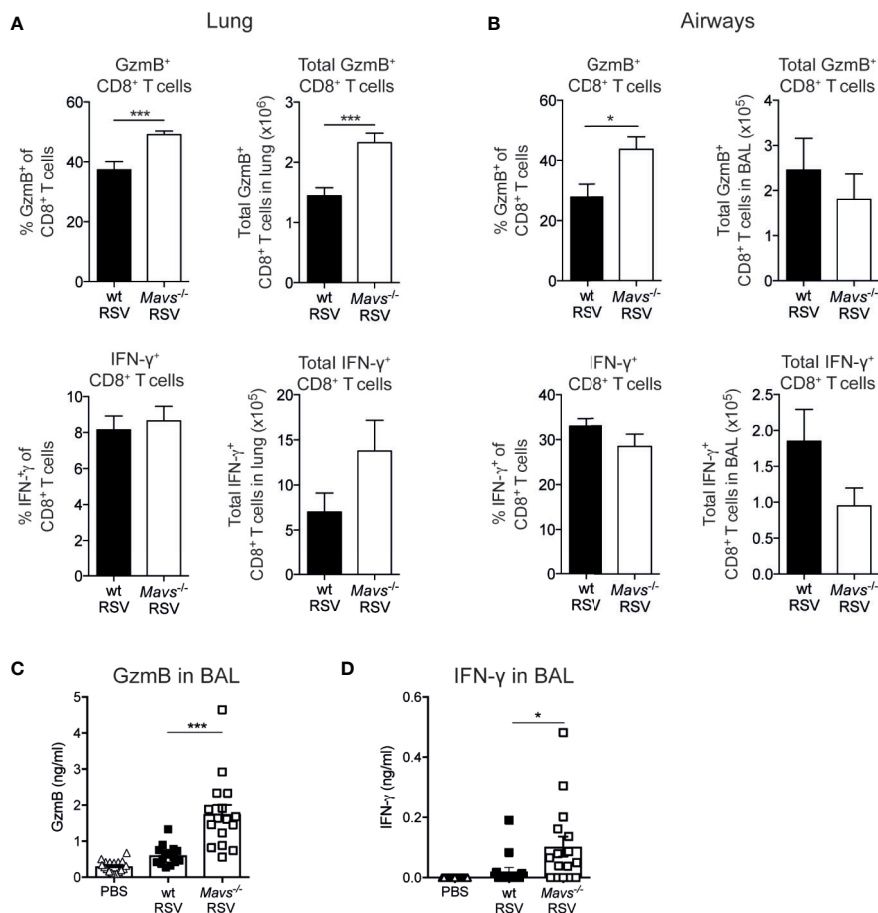 A
Lung
GzmB⁺
CD8⁺ T cells
% GzmB⁺ of
CD8⁺ T cells
60
40
20
0
***
wt
RSV
Mavs⁻/⁻
RSV
Total GzmB⁺
CD8⁺ T cells
Total GzmB⁺
CD8⁺ T cells in lung (x10⁶)
3
2
1
0
***
wt
RSV
Mavs⁻/⁻
RSV
IFN-γ⁺
CD8⁺ T cells
% IFN-⁺γ of
CD8⁺ T cells
10
8
6
4
2
0
wt
RSV
Mavs⁻/⁻
RSV
Total IFN-γ⁺
CD8⁺ T cells
Total IFN-γ⁺
CD8⁺ T cells in lung (x10⁵)
20
15
10
5
0
wt
RSV
Mavs⁻/⁻
RSV
B
Airways
GzmB⁺
CD8⁺ T cells
% GzmB⁺ of
CD8⁺ T cells
60
40
20
0
*
wt
RSV
Mavs⁻/⁻
RSV
Total GzmB⁺
CD8⁺ T cells
Total GzmB⁺
CD8⁺ T cells in BAL (x10⁵)
4
3
2
1
0
wt
RSV
Mavs⁻/⁻
RSV
IFN-γ⁺
CD8⁺ T cells
% IFN-γ⁺ of
CD8⁺ T cells
40
30
20
10
0
wt
RSV
Mavs⁻/⁻
RSV
Total IFN-γ⁺
CD8⁺ T cells
Total IFN-γ⁺
CD8⁺ T cells in BAL (x10⁵)
2.5
2.0
1.5
1.0
0.5
0.0
wt
RSV
Mavs⁻/⁻
RSV
C
GzmB in BAL
GzmB (ng/ml)
5
4
3
2
1
0
***
PBS
wt
RSV
Mavs⁻/⁻
RSV
D
IFN-γ in BAL
IFN-γ (ng/ml)
0.6
0.4
0.2
0.0
*
PBS
wt
RSV
Mavs⁻/⁻
RSV